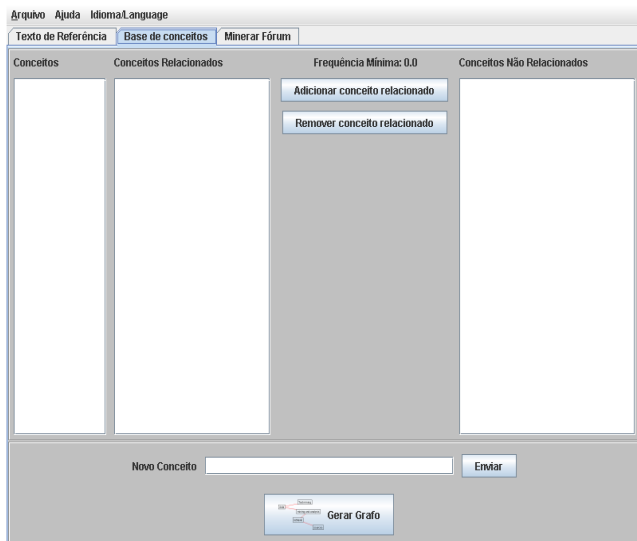 Arquivo Ajuda Idioma/Language
Texto de Referência Base de conceitos Minerar Fórum
Conceitos Conceitos Relacionados Frequência Mínima: 0.0 Conceitos Não Relacionados
Adicionar conceito relacionado
Remover conceito relacionado
Novo Conceito Enviar
Gerar Grafo